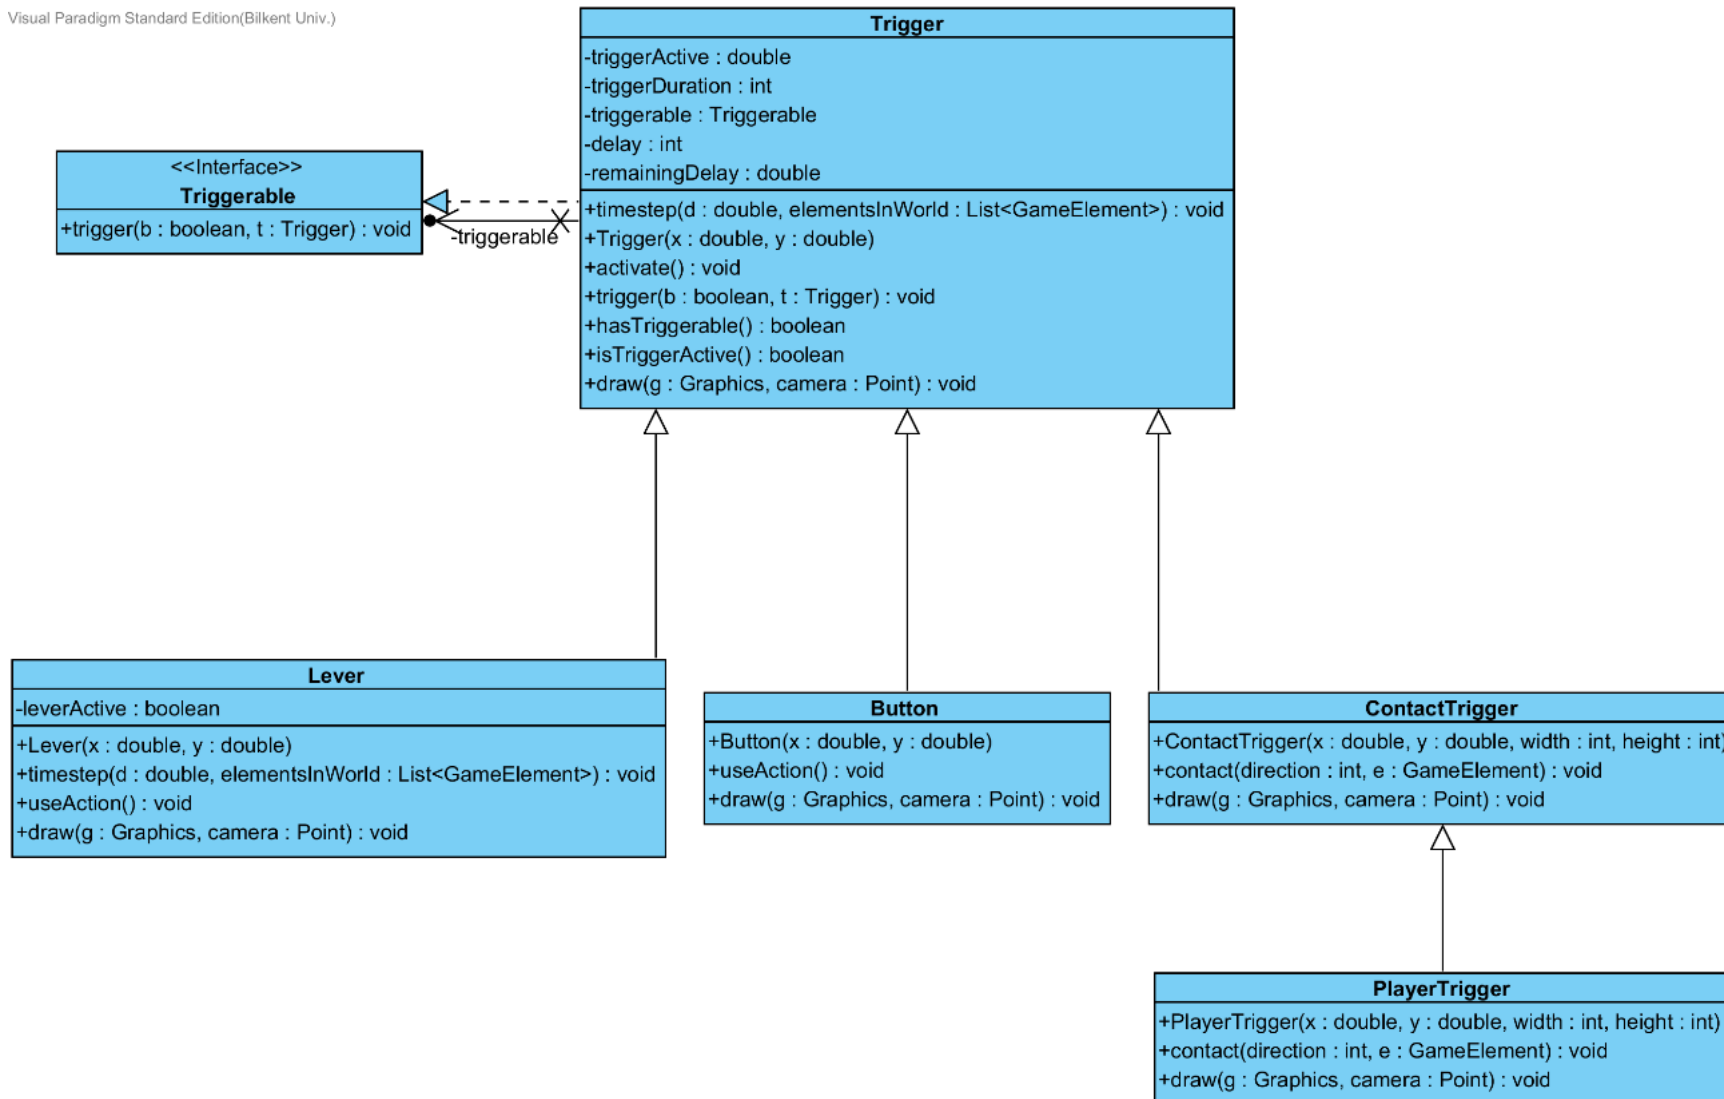 Visual Paradigm Standard Edition(Bilkent Univ.)
Trigger
-triggerActive : double
-triggerDuration : int
-triggerable : Triggerable
-delay : int
-remainingDelay : double
+timestep(d : double, elementsInWorld : List<GameElement>) : void
+Trigger(x : double, y : double)
+activate() : void
+trigger(b : boolean, t : Trigger) : void
+hasTriggerable() : boolean
+isTriggerActive() : boolean
+draw(g : Graphics, camera : Point) : void
<<Interface>>
Triggerable
+trigger(b : boolean, t : Trigger) : void
-triggerable
Lever
-leverActive : boolean
+Lever(x : double, y : double)
+timestep(d : double, elementsInWorld : List<GameElement>) : void
+useAction() : void
+draw(g : Graphics, camera : Point) : void
Button
+Button(x : double, y : double)
+useAction() : void
+draw(g : Graphics, camera : Point) : void
ContactTrigger
+ContactTrigger(x : double, y : double, width : int, height : int)
+contact(direction : int, e : GameElement) : void
+draw(g : Graphics, camera : Point) : void
PlayerTrigger
+PlayerTrigger(x : double, y : double, width : int, height : int)
+contact(direction : int, e : GameElement) : void
+draw(g : Graphics, camera : Point) : void